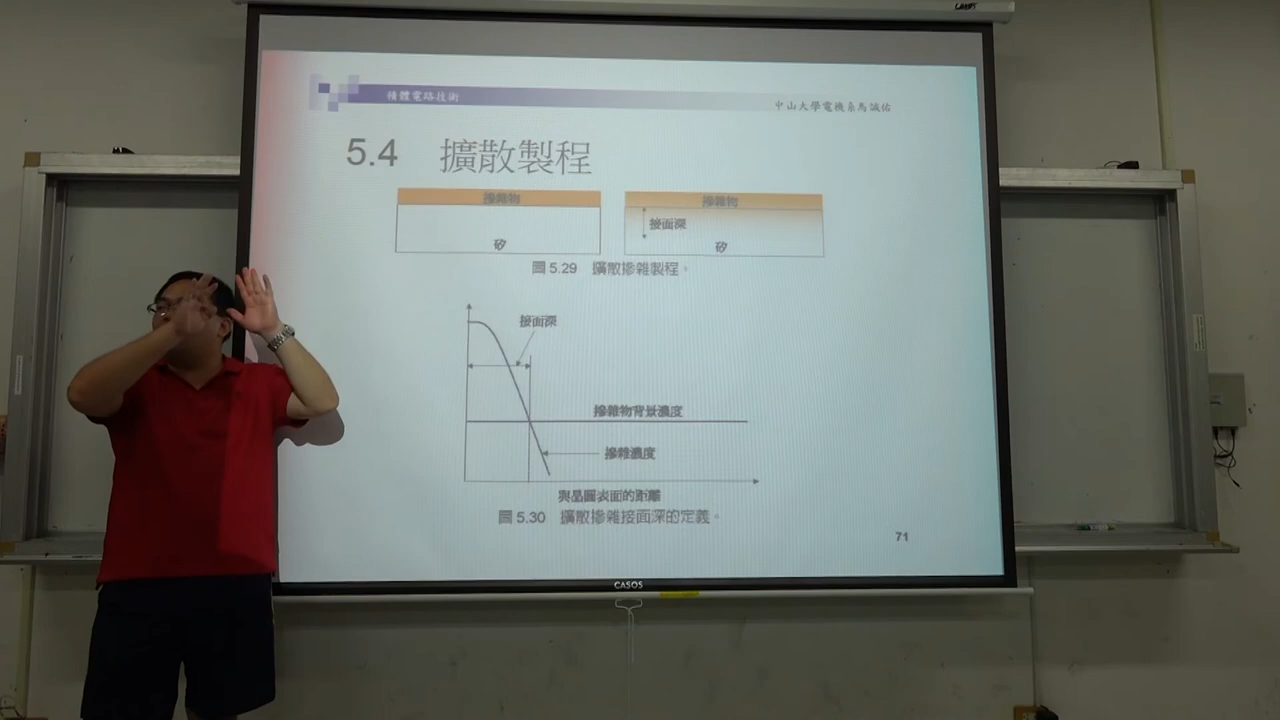 積體電路技術
中山大學電機系馬誠佑
5.4 擴散製程
摻雜物
摻雜物
接面深
矽
矽
圖 5.29 擴散摻雜製程。
接面深
摻雜物背景濃度
摻雜濃度
與晶圓表面的距離
圖 5.30 擴散摻雜接面深的定義。
71
CASOS